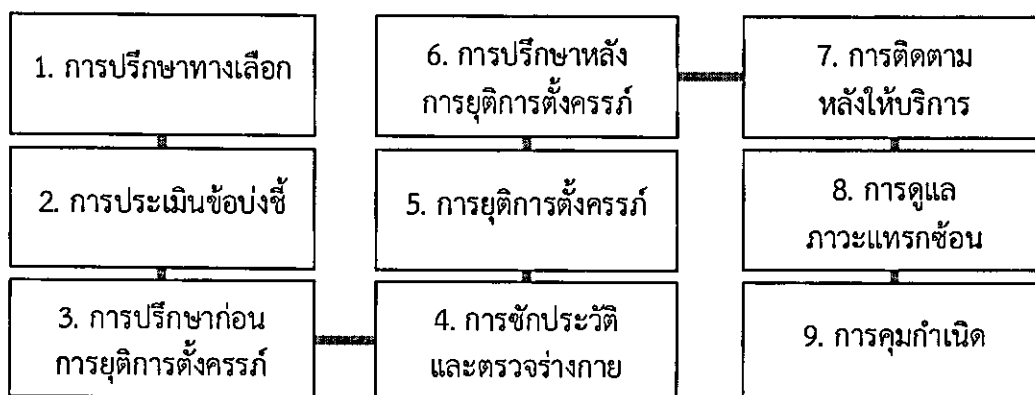 1. การปรึกษาทางเลือก
2. การประเมินข้อบ่งชี้
3. การปรึกษาก่อน
การยุติการตั้งครรภ์
4. การซักประวัติ
และตรวจร่างกาย
5. การยุติการตั้งครรภ์
6. การปรึกษาหลัง
การยุติการตั้งครรภ์
7. การติดตาม
หลังให้บริการ
8. การดูแล
ภาวะแทรกซ้อน
9. การคุมกำเนิด